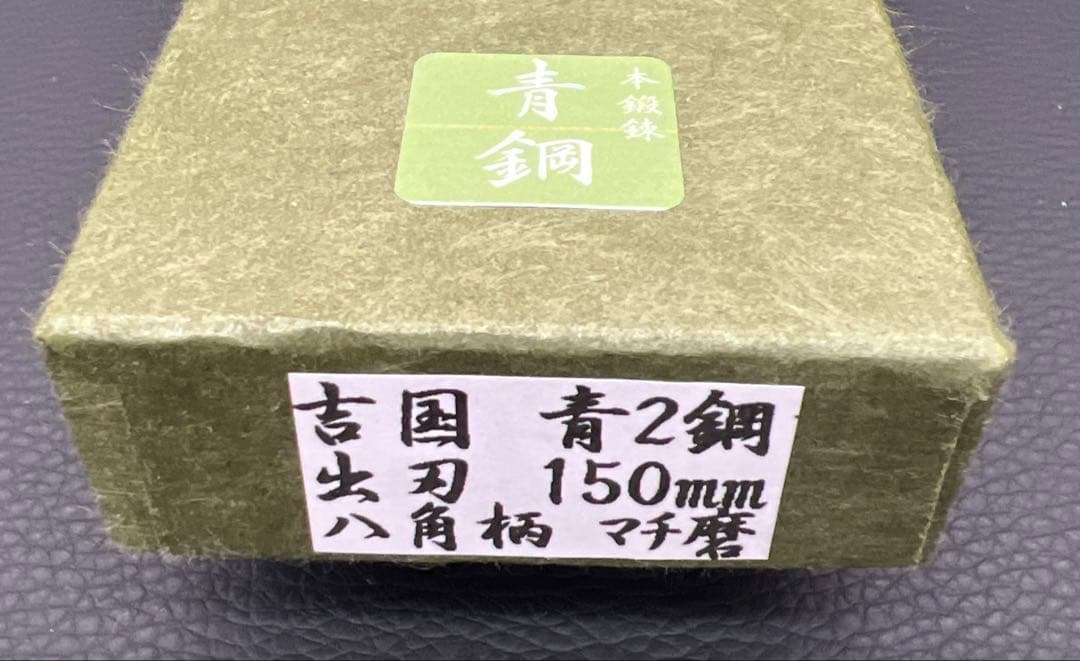 本鍛錬
青鋼
吉国 青2鋼
出刃 150mm
八角柄 マチ磨